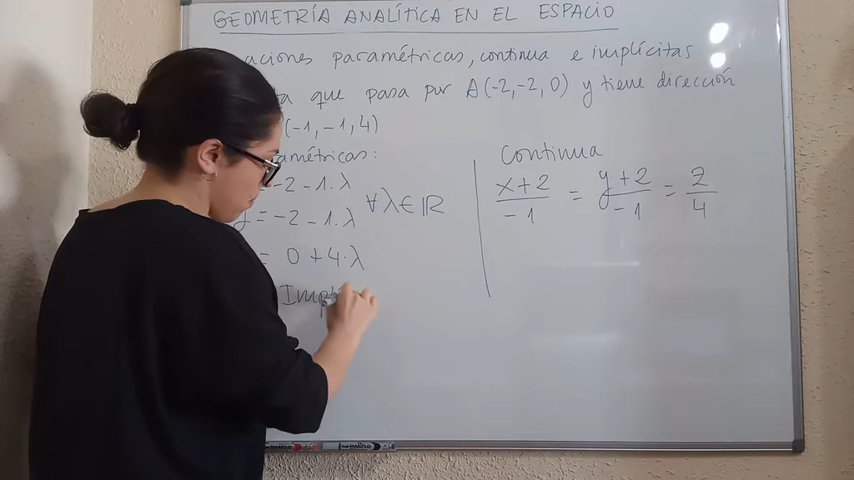 GEOMETRÍA ANALÍTICA EN EL ESPACIO
aciones paramétricas, continua e implícitas
a que pasa por A(-2,-2,0) y tiene dirección
(-1,-1,4)
amétricas:
-2 - 1.λ
= -2 - 1.λ ∀λ∈ℝ
= 0 + 4·λ
Imp
Continua
x+2 / -1 = y+2 / -1 = z / 4